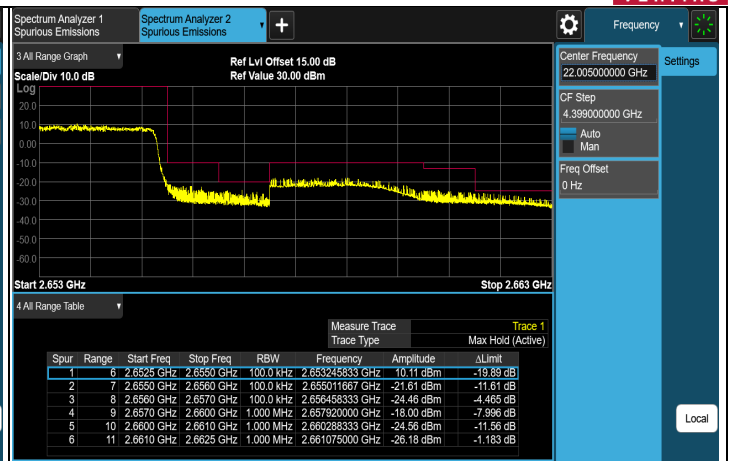 Spectrum Analyzer 1
Spurious Emissions
Spectrum Analyzer 2
Spurious Emissions
Frequency
3 All Range Graph
Ref Lvl Offset 15.00 dB
Scale/Div 10.0 dB
Ref Value 30.00 dBm
Log
20.0
10.0
0.00
-10.0
-20.0
-30.0
-40.0
-50.0
-60.0
Start 2.653 GHz
Stop 2.663 GHz
Center Frequency
22.005000000 GHz
Settings
CF Step
4.399000000 GHz
Auto
Man
Freq Offset
0 Hz
4 All Range Table
Measure Trace Trace 1
Trace Type Max Hold (Active)
Spur Range Start Freq Stop Freq RBW Frequency Amplitude ΔLimit
1 6 2.6525 GHz 2.6550 GHz 100.0 kHz 2.653245833 GHz 10.11 dBm -19.89 dB
2 7 2.6550 GHz 2.6560 GHz 100.0 kHz 2.655011667 GHz -21.61 dBm -11.61 dB
3 8 2.6560 GHz 2.6570 GHz 100.0 kHz 2.656458333 GHz -24.46 dBm -4.465 dB
4 9 2.6570 GHz 2.6600 GHz 1.000 MHz 2.657920000 GHz -18.00 dBm -7.996 dB
5 10 2.6600 GHz 2.6610 GHz 1.000 MHz 2.660288333 GHz -24.56 dBm -11.56 dB
6 11 2.6610 GHz 2.6625 GHz 1.000 MHz 2.661075000 GHz -26.18 dBm -1.183 dB
Local